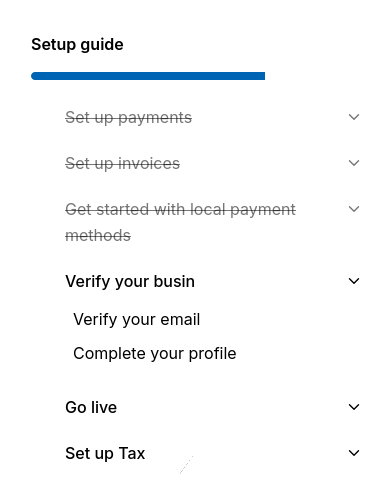 Setup guide
Set up payments
Set up invoices
Get started with local payment
methods
Verify your busin
Verify your email
Complete your profile
Go live
Set up Tax